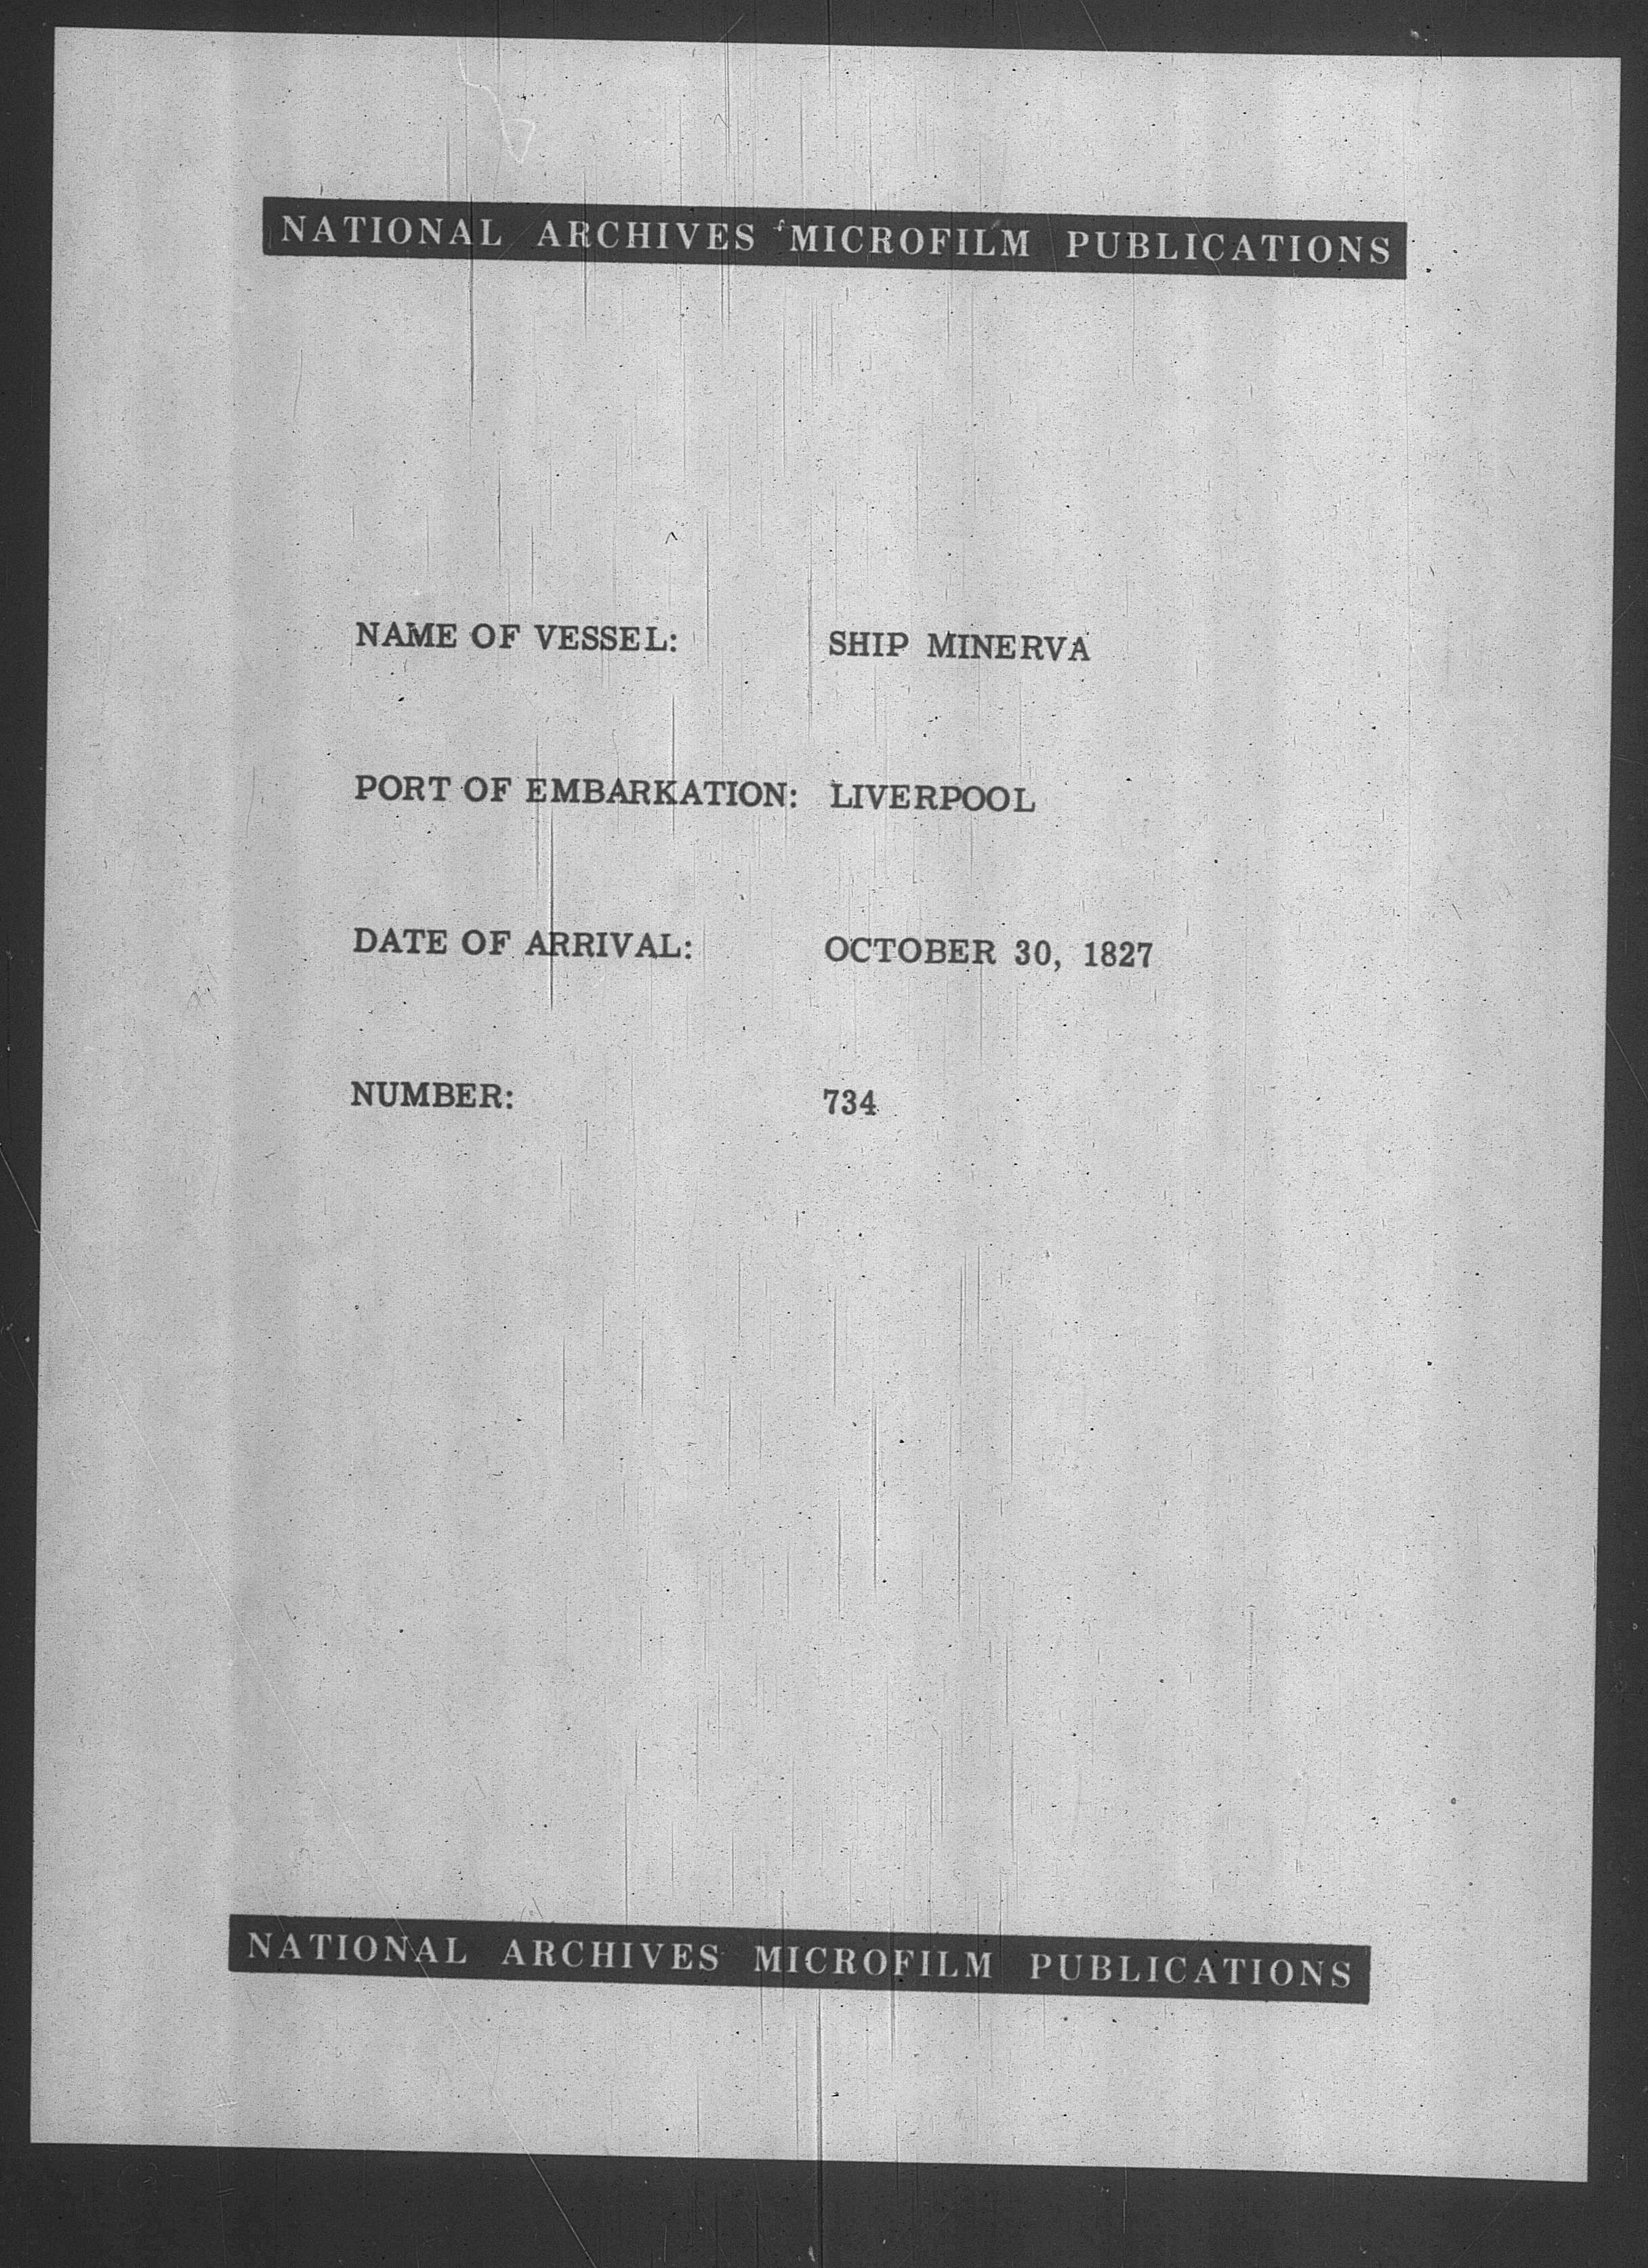 NATIONAL ARCHIVES MICROFILM PUBLICATIONS
NAME OF VESSEL: SHIP MINERVA
PORT OF EMBARKATION: LIVERPOOL
DATE OF ARRIVAL: OCTOBER 30, 1827
NUMBER: 734
NATIONAL ARCHIVES MICROFILM PUBLICATIONS